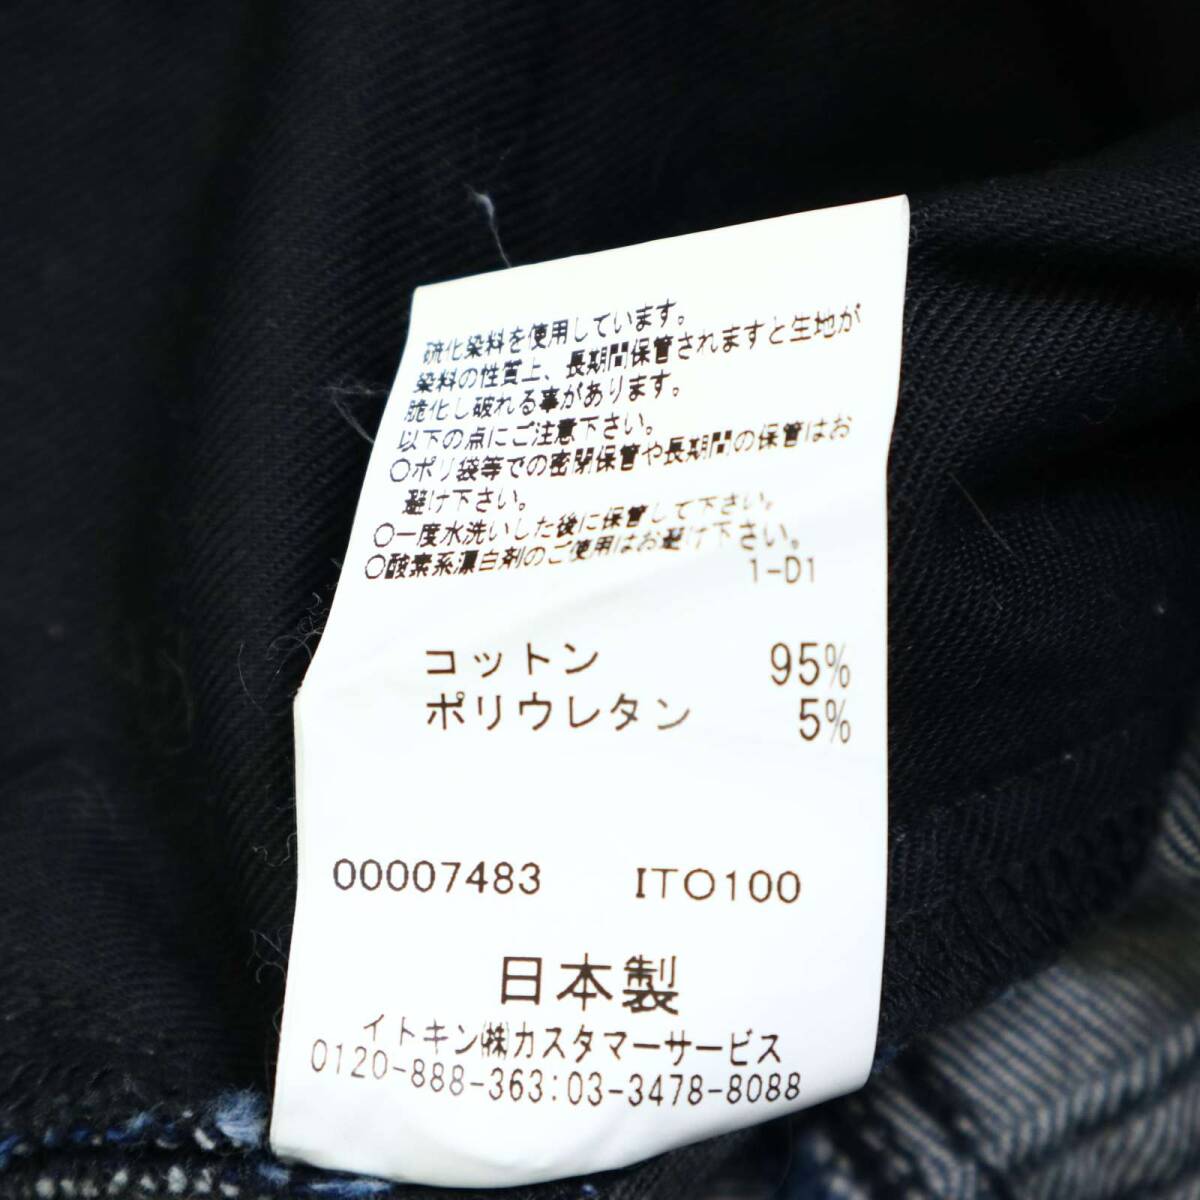 硫化染料を使用しています。
染料の性質上、長期間保管されますと生地が
脆化し破れる事があります。
以下の点にご注意下さい。
○ポリ袋等での密閉保管や長期間の保管はお
避け下さい。
○一度水洗いした後に保管して下さい。
○酸素系漂白剤のご使用はお避け下さい。
1-D1
コットン 95%
ポリウレタン 5%
00007483 ITO100
日本製
イトキン㈱カスタマーサービス
0120-888-363:03-3478-8088